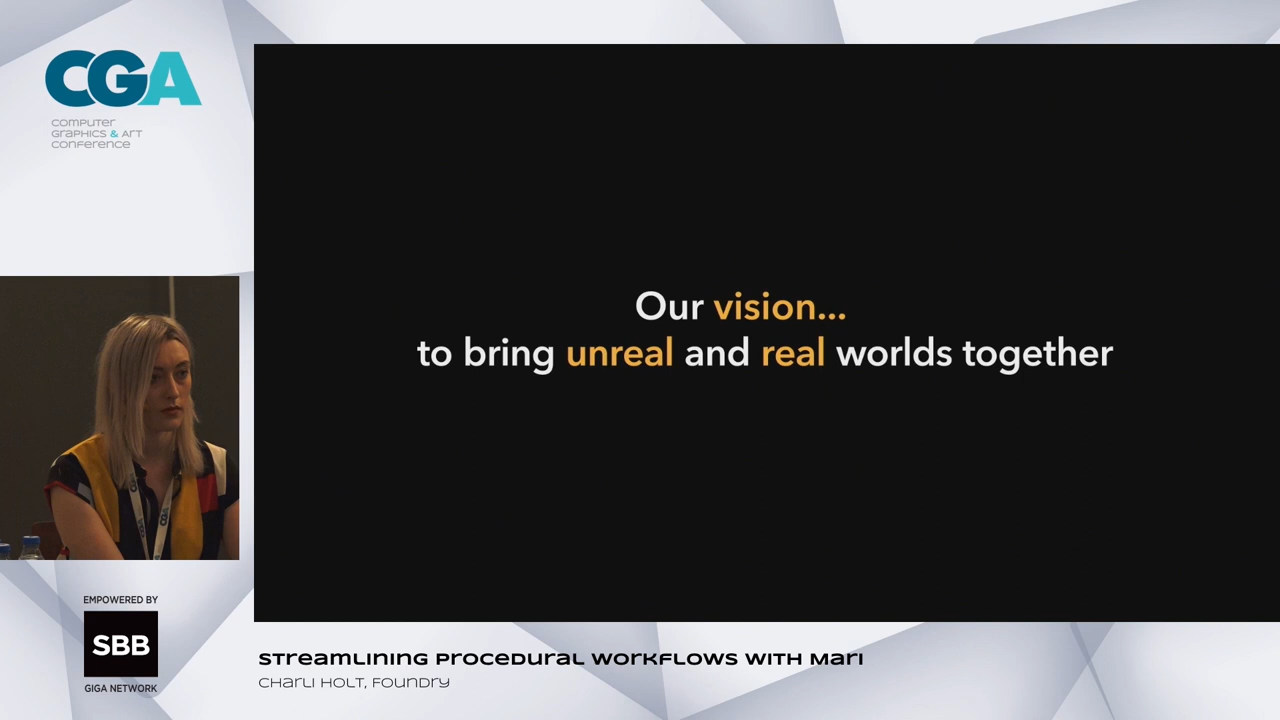 CGA
computer
Graphics & Art
conference
Our vision...
to bring unreal and real worlds together
EMPOWERED BY
SBB
GIGA NETWORK
Streamlining Procedural Workflows with Mari
Charli Holt, Foundry